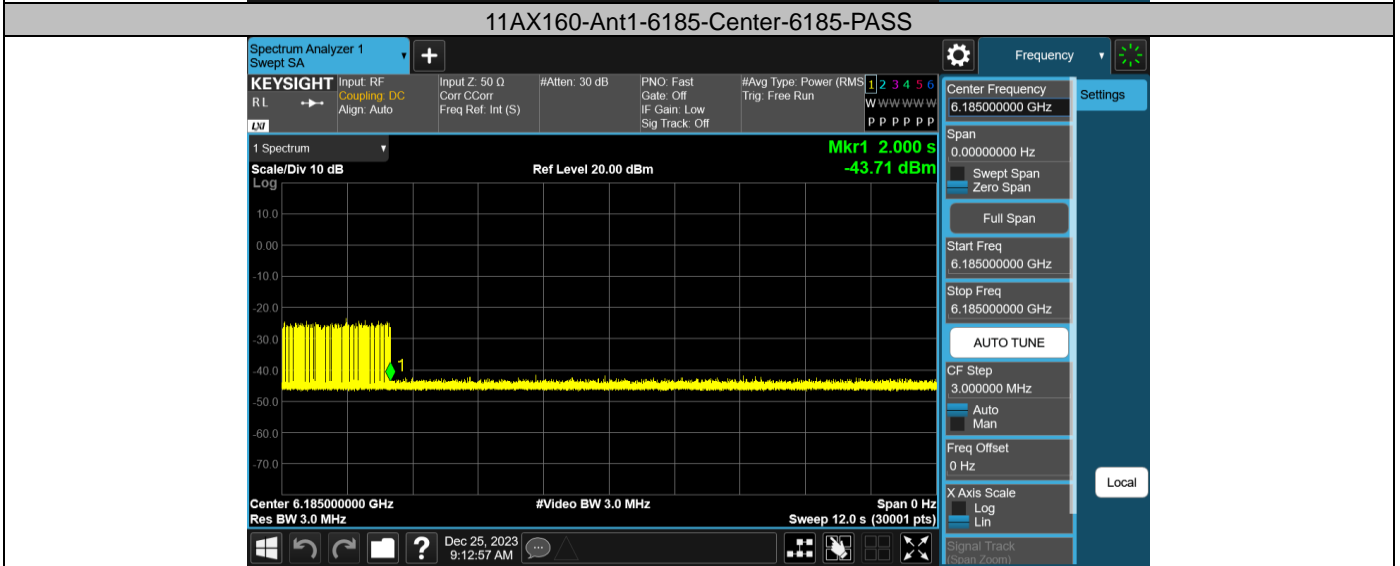 11AX160-Ant1-6185-Center-6185-PASS
Spectrum Analyzer 1
Swept SA
+
Frequency
KEYSIGHT
RL
LXI
Input: RF
Coupling: DC
Align: Auto
Input Z: 50 Ω
Corr CCorr
Freq Ref: Int (S)
#Atten: 30 dB
PNO: Fast
Gate: Off
IF Gain: Low
Sig Track: Off
#Avg Type: Power (RMS
Trig: Free Run
1 2 3 4 5 6
W W W W W W
P P P P P P
1 Spectrum
Scale/Div 10 dB
Log
Ref Level 20.00 dBm
Mkr1 2.000 s
-43.71 dBm
10.0
0.00
-10.0
-20.0
-30.0
-40.0
-50.0
-60.0
-70.0
1
Center 6.185000000 GHz
Res BW 3.0 MHz
#Video BW 3.0 MHz
Span 0 Hz
Sweep 12.0 s (30001 pts)
?
Dec 25, 2023
9:12:57 AM
Center Frequency
6.185000000 GHz
Settings
Span
0.00000000 Hz
Swept Span
Zero Span
Full Span
Start Freq
6.185000000 GHz
Stop Freq
6.185000000 GHz
AUTO TUNE
CF Step
3.000000 MHz
Auto
Man
Freq Offset
0 Hz
X Axis Scale
Log
Lin
Local
Signal Track
(Span Zoom)